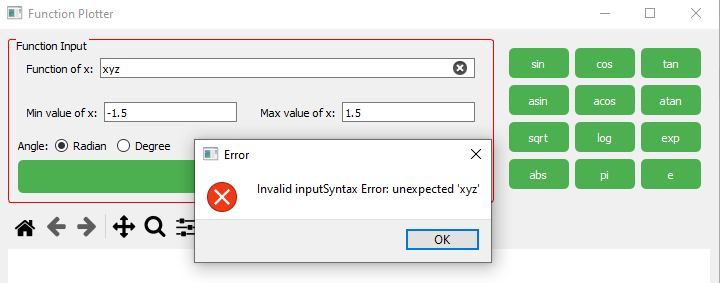 Function Plotter
Function Input
Function of x: xyz
Min value of x: -1.5 Max value of x: 1.5
Angle: Radian Degree
sin cos tan
asin acos atan
sqrt log exp
abs pi e
Error
Invalid inputSyntax Error: unexpected 'xyz'
OK